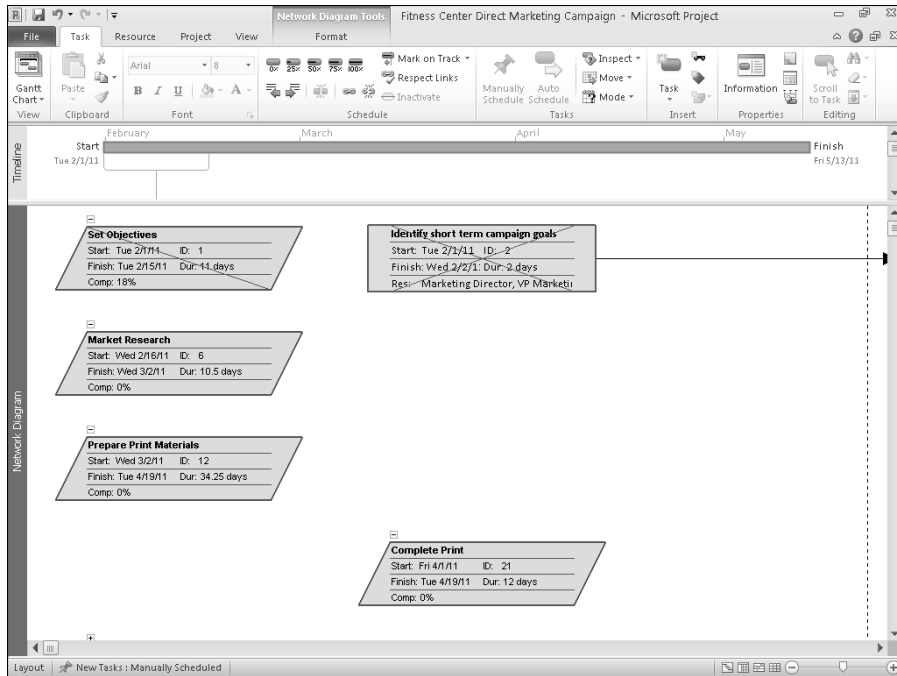 Network Diagram Tools Fitness Center Direct Marketing Campaign - Microsoft Project
File Task Resource Project View Format
Gantt Chart
View
Paste
Clipboard
Arial 8
B I U A
Font
0% 25% 50% 75% 100%
Mark on Track
Respect Links
Inactivate
Schedule
Manually Schedule
Auto Schedule
Inspect
Move
Mode
Tasks
Task
Insert
Information
Properties
Scroll to Task
Editing
Timeline
February March April May
Start
Tue 2/1/11
Finish
Fri 5/13/11
Network Diagram
Set Objectives
Start: Tue 2/1/11 ID: 1
Finish: Tue 2/15/11 Dur: 11 days
Comp: 18%
Identify short term campaign goals
Start: Tue 2/1/11 ID: 2
Finish: Wed 2/2/1: Dur: 2 days
Res: Marketing Director, VP Marketi
Market Research
Start: Wed 2/16/11 ID: 6
Finish: Wed 3/2/11 Dur: 10.5 days
Comp: 0%
Prepare Print Materials
Start: Wed 3/2/11 ID: 12
Finish: Tue 4/19/11 Dur: 34.25 days
Comp: 0%
Complete Print
Start: Fri 4/1/11 ID: 21
Finish: Tue 4/19/11 Dur: 12 days
Comp: 0%
Layout New Tasks : Manually Scheduled